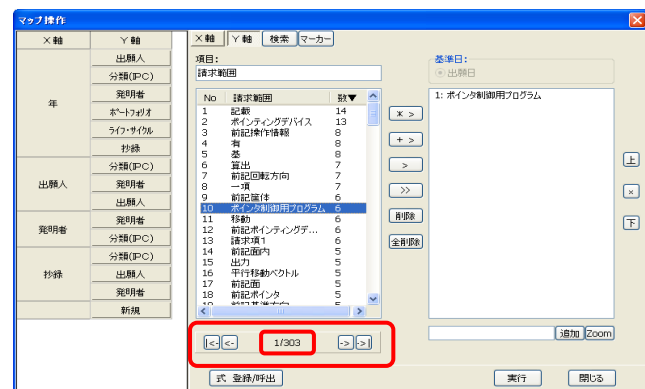 マップ操作
X軸 Y軸
年 出願人
分類(IPC)
発明者
ポートフォリオ
ライフ・サイクル
抄録
出願人 分類(IPC)
発明者
出願人
発明者 発明者
分類(IPC)
抄録 分類(IPC)
出願人
発明者
新規
X軸 Y軸 検索 マーカー
項目:
請求範囲
No 請求範囲 数▼
1 記載 14
2 ポインティングデバイス 13
3 前記操作情報 8
4 有 8
5 基 8
6 算出 7
7 前記回転方向 7
8 一項 7
9 前記筐体 6
10 ポインタ制御用プログラム 6
11 移動 6
12 前記ポインティングデ... 6
13 請求項1 6
14 前記面内 5
15 出力 5
16 平行移動ベクトル 5
17 前記面 5
18 前記ポインタ 5
19 前記基準方向 5
|<- <- 1/303 -> ->|
式 登録/呼出
* >
+ >
>
>>
削除
全削除
基準日:
出願日
1: ポインタ制御用プログラム
上
×
下
追加 Zoom
実行 閉じる